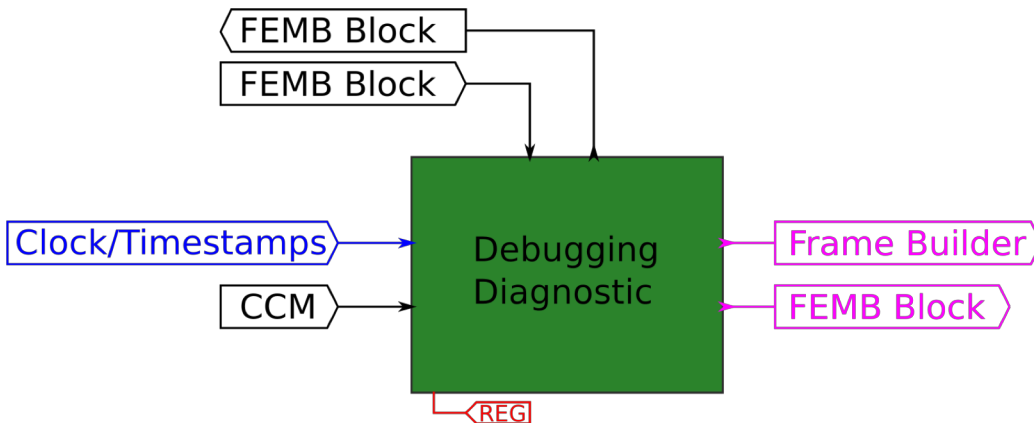 FEMB Block
FEMB Block
Clock/Timestamps
Debugging
Diagnostic
Frame Builder
CCM
FEMB Block
REG